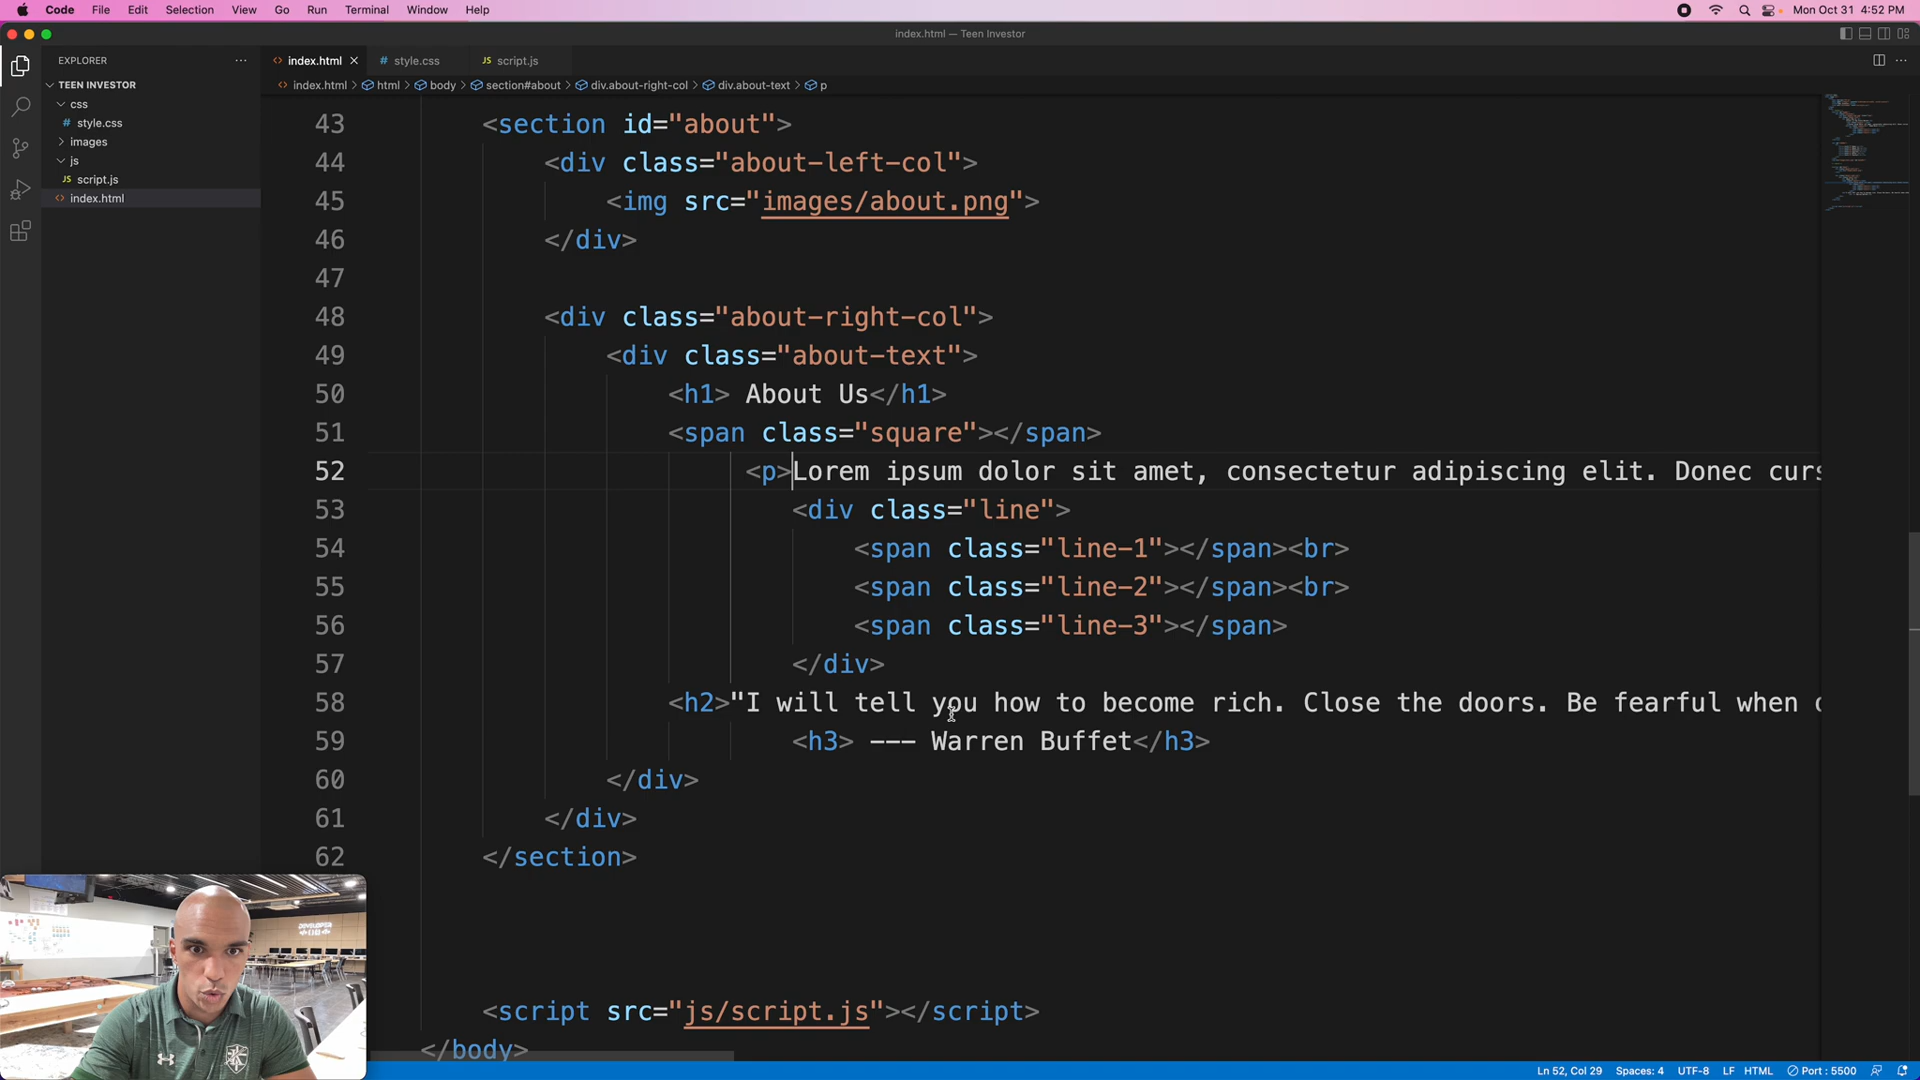 Code File Edit Selection View Go Run Terminal Window Help
Mon Oct 31 4:52 PM
index.html — Teen Investor
EXPLORER
index.html
style.css
script.js
TEEN INVESTOR
index.html > html > body > section#about > div.about-right-col > div.about-text > p
css
style.css
images
js
script.js
index.html
43 <section id="about">
44 <div class="about-left-col">
45 <img src="images/about.png">
46 </div>
47
48 <div class="about-right-col">
49 <div class="about-text">
50 <h1> About Us</h1>
51 <span class="square"></span>
52 <p>Lorem ipsum dolor sit amet, consectetur adipiscing elit. Donec curs
53 <div class="line">
54 <span class="line-1"></span><br>
55 <span class="line-2"></span><br>
56 <span class="line-3"></span>
57 </div>
58 <h2>"I will tell you how to become rich. Close the doors. Be fearful when
59 <h3> --- Warren Buffet</h3>
60 </div>
61 </div>
62 </section>
<script src="js/script.js"></script>
</body>
Ln 52, Col 29 Spaces: 4 UTF-8 LF HTML Port : 5500